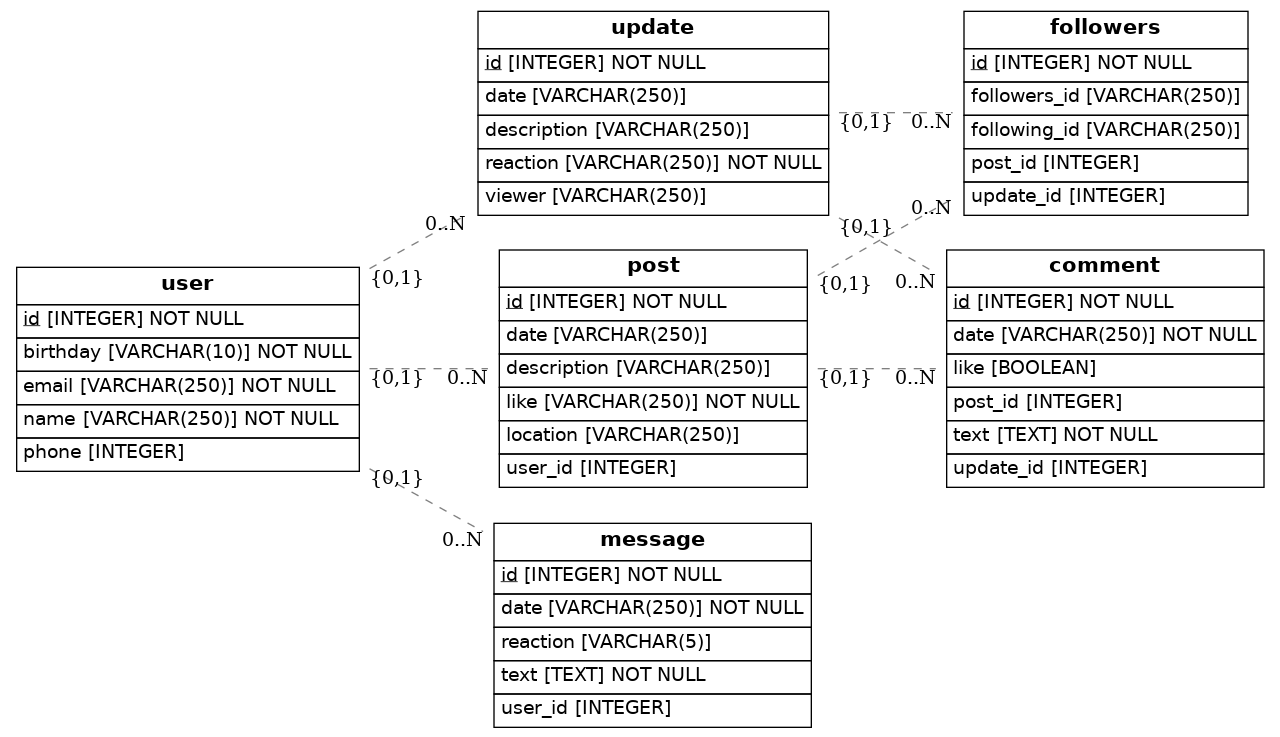 update
id [INTEGER] NOT NULL
date [VARCHAR(250)]
description [VARCHAR(250)]
reaction [VARCHAR(250)] NOT NULL
viewer [VARCHAR(250)]
followers
id [INTEGER] NOT NULL
followers_id [VARCHAR(250)]
following_id [VARCHAR(250)]
post_id [INTEGER]
update_id [INTEGER]
{0,1} 0..N
0..N
{0,1}
0..N
{0,1}
0..N
{0,1}
0..N
user
id [INTEGER] NOT NULL
birthday [VARCHAR(10)] NOT NULL
email [VARCHAR(250)] NOT NULL
name [VARCHAR(250)] NOT NULL
phone [INTEGER]
{0,1} 0..N
post
id [INTEGER] NOT NULL
date [VARCHAR(250)]
description [VARCHAR(250)]
like [VARCHAR(250)] NOT NULL
location [VARCHAR(250)]
user_id [INTEGER]
{0,1} 0..N
comment
id [INTEGER] NOT NULL
date [VARCHAR(250)] NOT NULL
like [BOOLEAN]
post_id [INTEGER]
text [TEXT] NOT NULL
update_id [INTEGER]
{0,1}
0..N
message
id [INTEGER] NOT NULL
date [VARCHAR(250)] NOT NULL
reaction [VARCHAR(5)]
text [TEXT] NOT NULL
user_id [INTEGER]